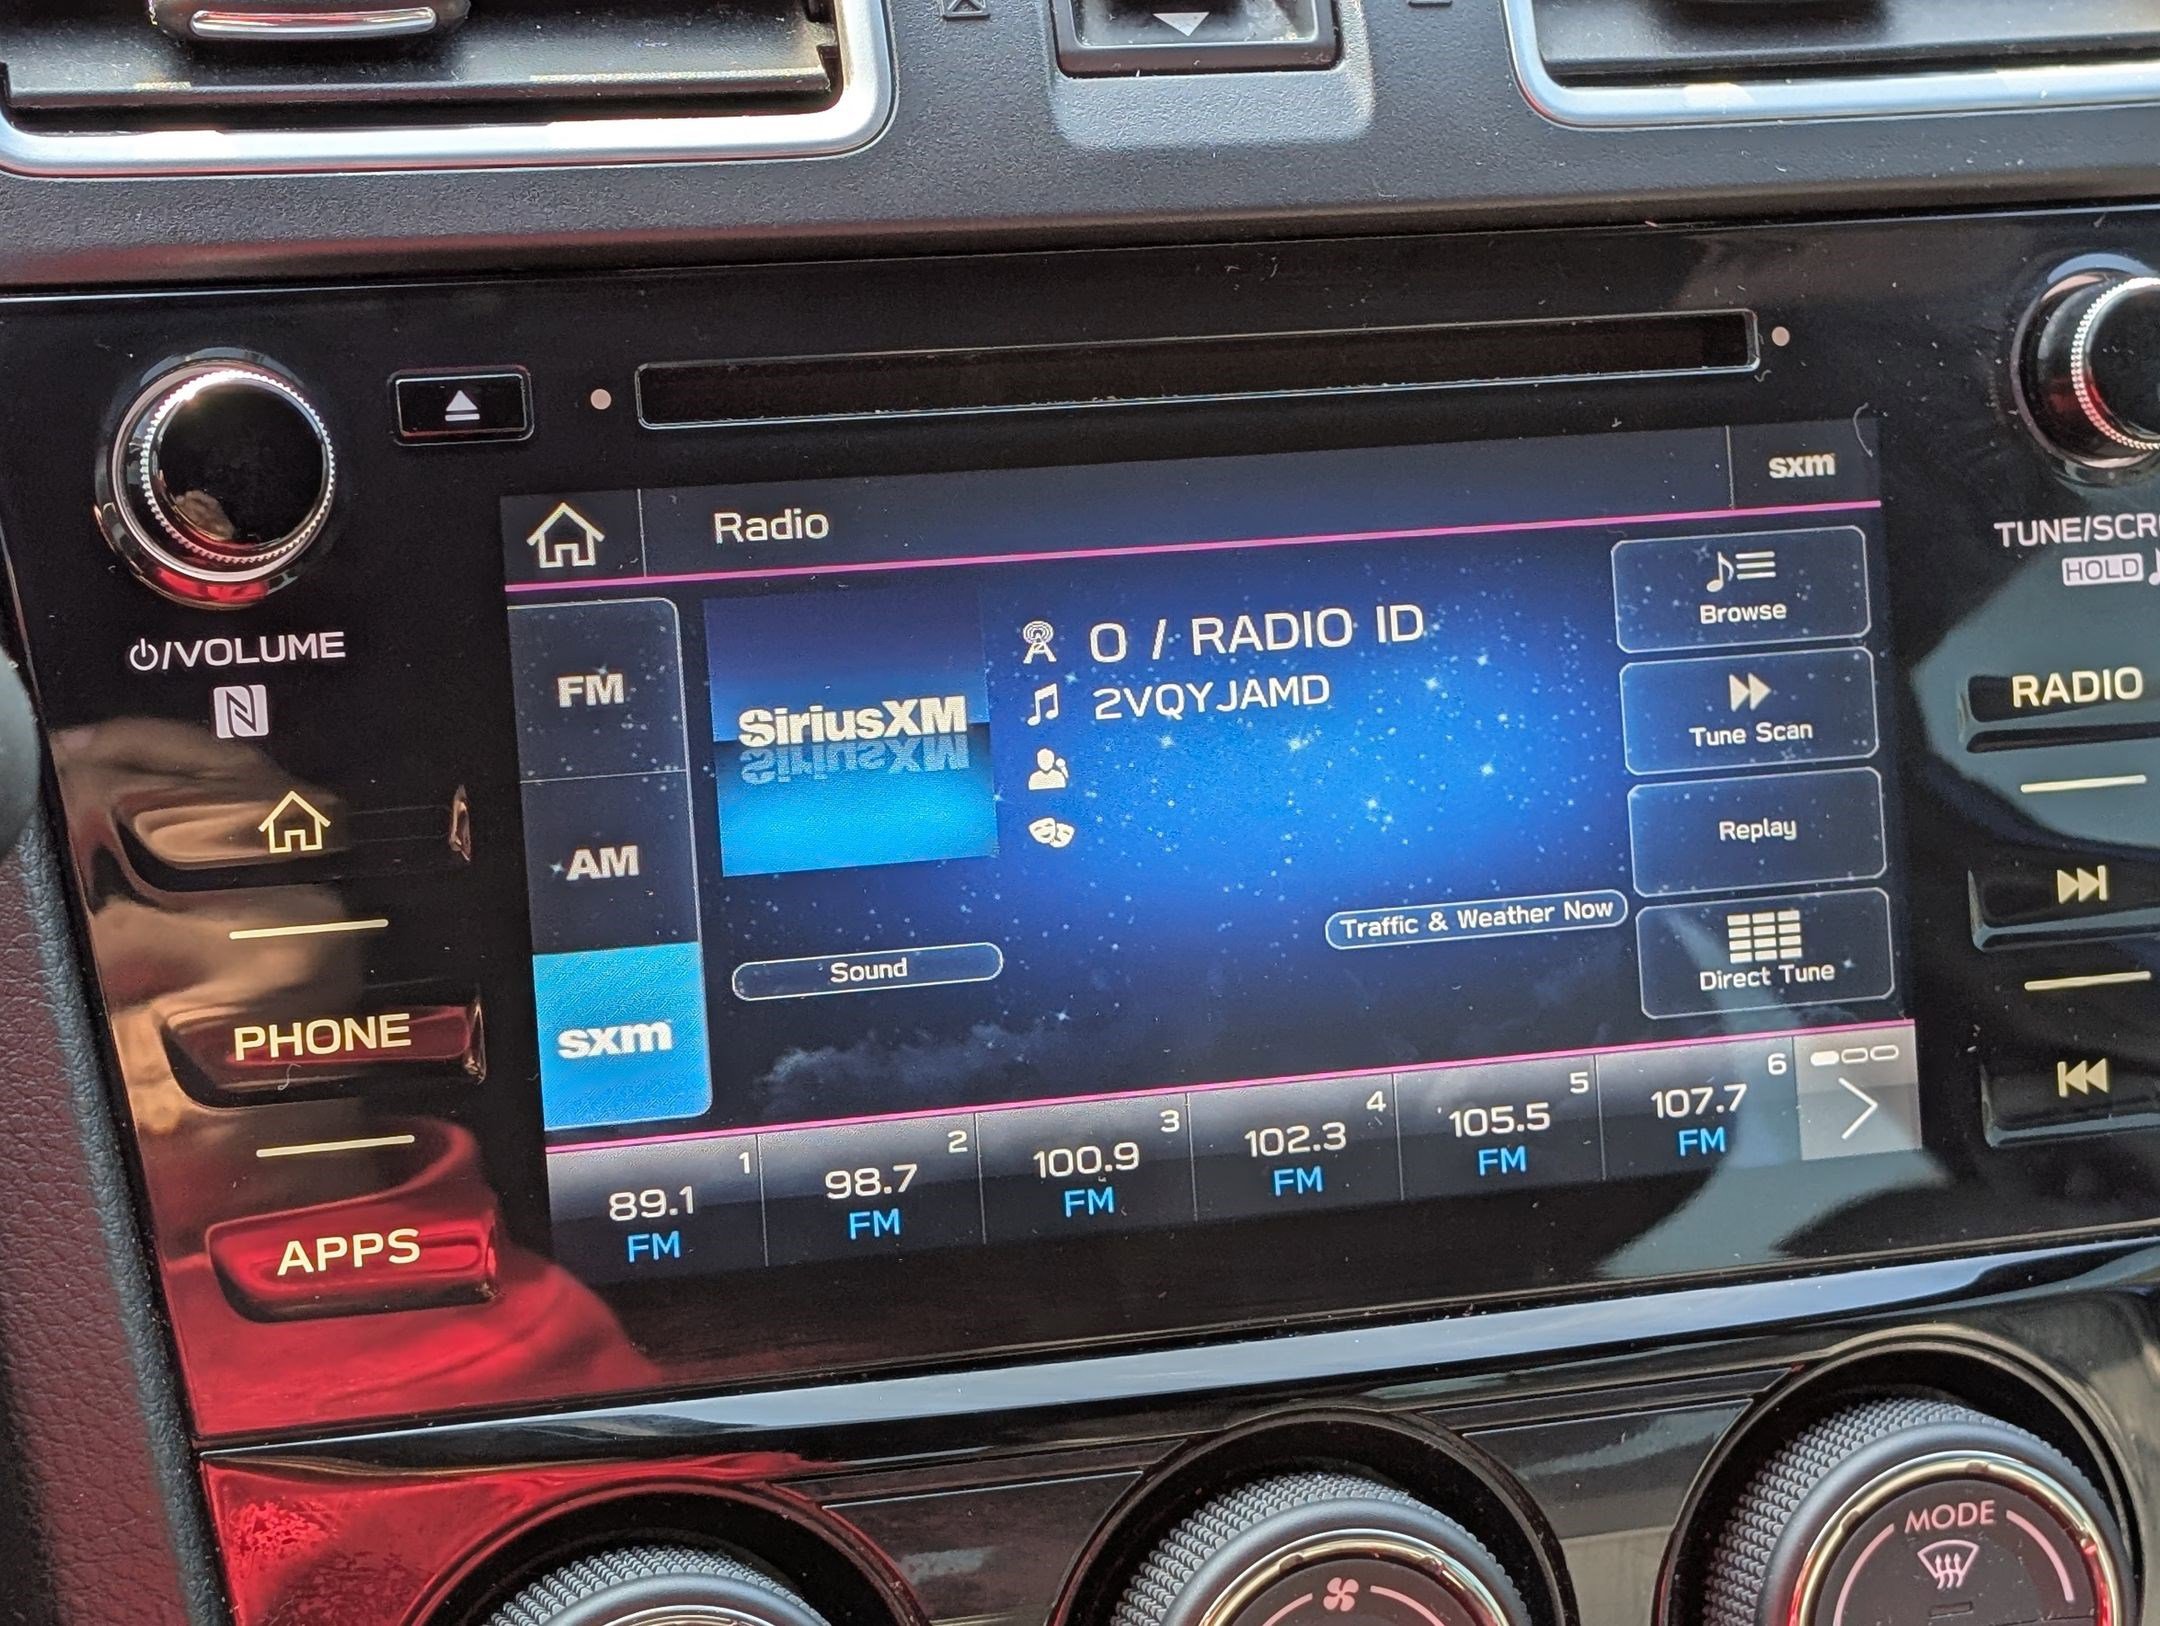 sxm
Radio
TUNE/SCR
HOLD
Browse
0 / RADIO ID
2VQYJAMD
⏻/VOLUME
N
FM
SiriusXM
Tune Scan
RADIO
AM
Replay
Traffic & Weather Now
Sound
Direct Tune
PHONE
sxm
1 2 3 4 5 6
89.1 98.7 100.9 102.3 105.5 107.7
FM FM FM FM FM FM
APPS
MODE